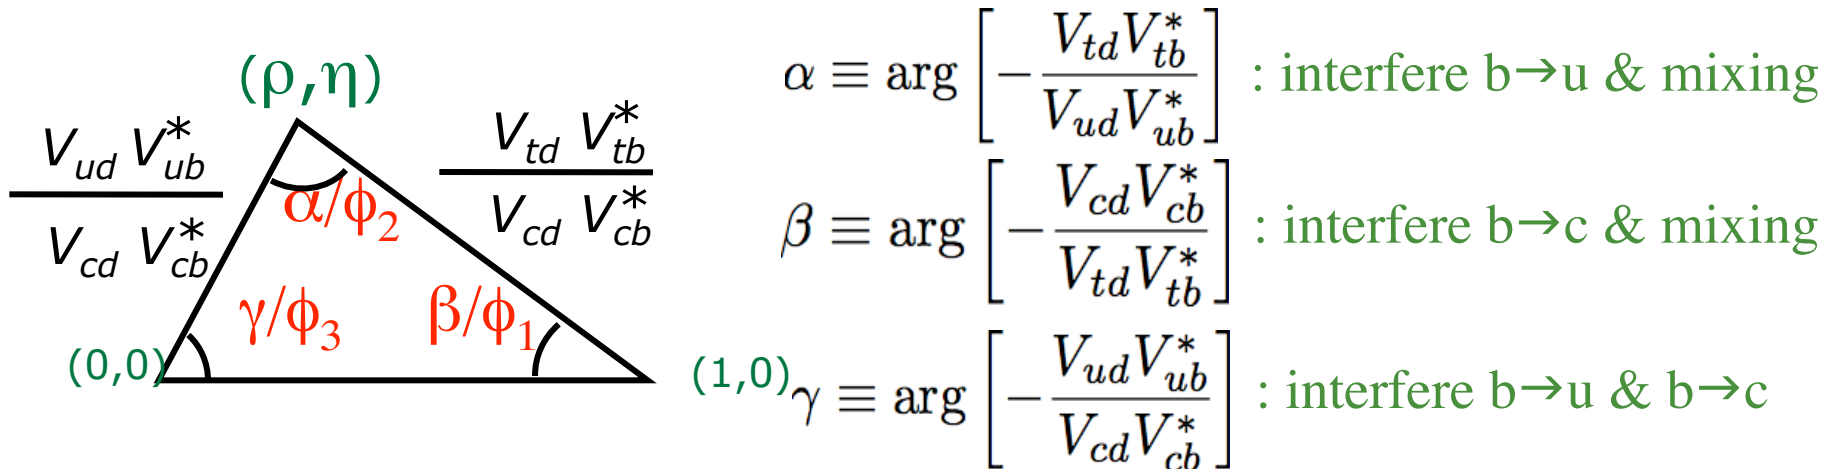 (ρ,η)
V_ud V*_ub
V_cd V*_cb
V_td V*_tb
V_cd V*_cb
α/ϕ₂
γ/ϕ₃
β/ϕ₁
(0,0)
(1,0)
α ≡ arg [ − V_td V*_tb / V_ud V*_ub ] : interfere b→u & mixing
β ≡ arg [ − V_cd V*_cb / V_td V*_tb ] : interfere b→c & mixing
γ ≡ arg [ − V_ud V*_ub / V_cd V*_cb ] : interfere b→u & b→c